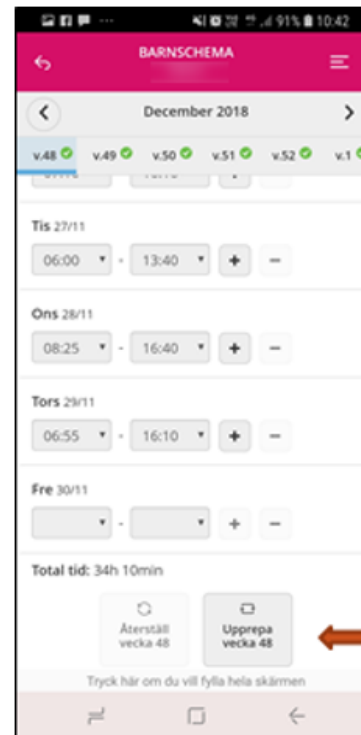 91% 10:42
BARNSCHEMA
December 2018
v.48 v.49 v.50 v.51 v.52 v.1
Tis 27/11
06:00 - 13:40 + -
Ons 28/11
08:25 - 16:40 + -
Tors 29/11
06:55 - 16:10 + -
Fre 30/11
- + -
Total tid: 34h 10min
Återställ
vecka 48
Upprepa
vecka 48
Tryck här om du vill fylla hela skärmen